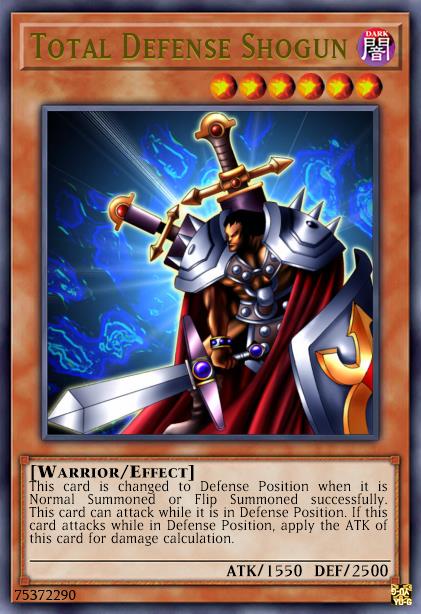 TOTAL DEFENSE SHOGUN
DARK
闇
[WARRIOR/EFFECT]
This card is changed to Defense Position when it is
Normal Summoned or Flip Summoned successfully.
This card can attack while it is in Defense Position. If this
card attacks while in Defense Position, apply the ATK of
this card for damage calculation.
ATK/1550 DEF/2500
75372290